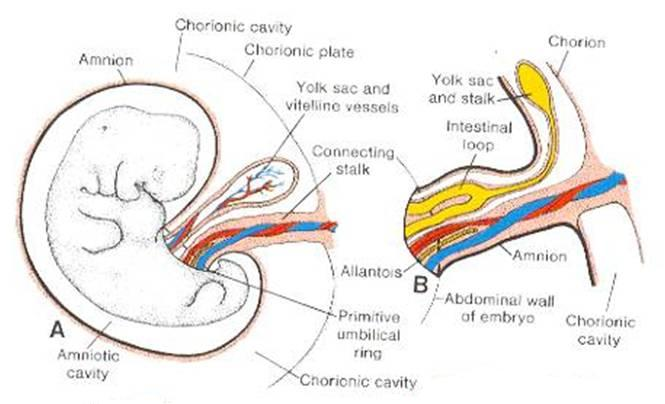 Chorionic cavity
Chorionic plate
Amnion
Yolk sac and
vitelline vessels
Connecting
stalk
Primitive
umbilical
ring
A
Amniotic
cavity
Chorionic cavity
Chorion
Yolk sac
and stalk
Intestinal
loop
Allantois
B
Amnion
Abdominal wall
of embryo
Chorionic
cavity